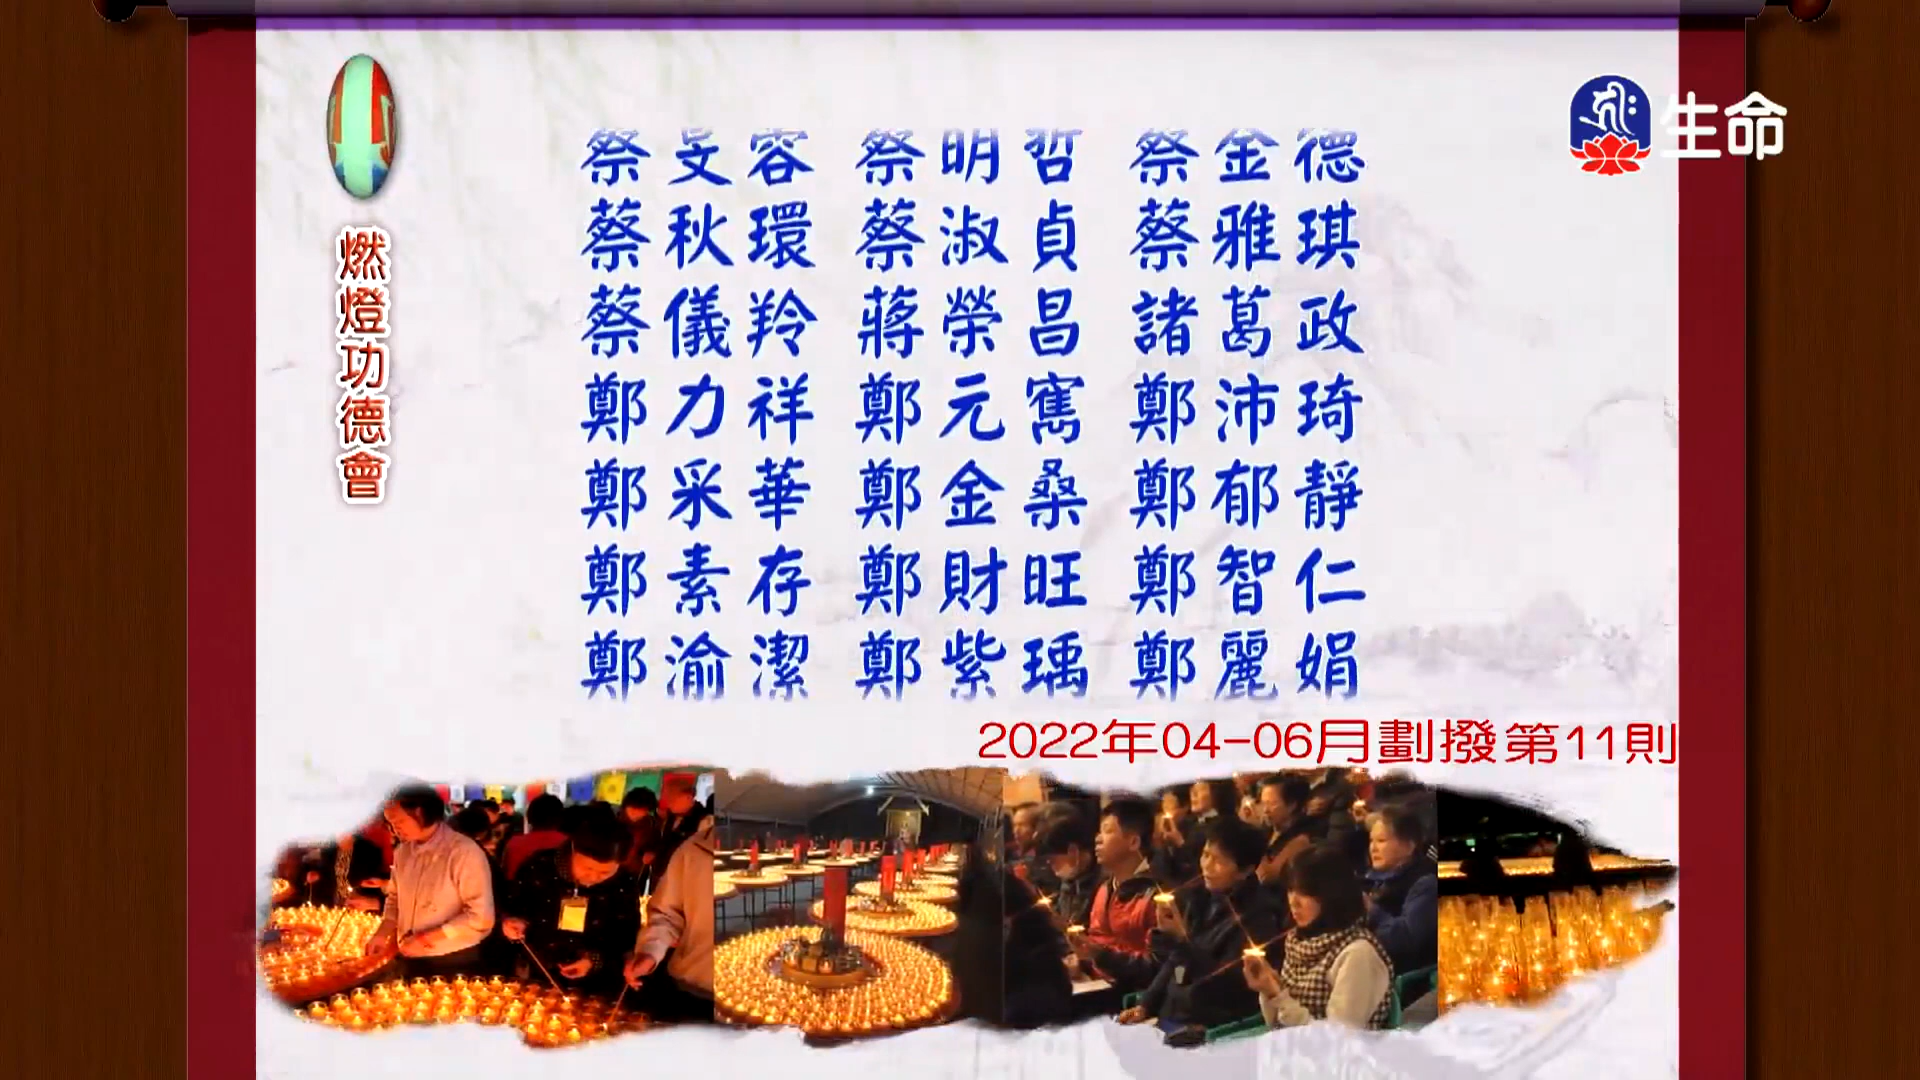 生命
燃燈功德會
蔡旻容 蔡明哲 蔡金德
蔡秋環 蔡淑貞 蔡雅琪
蔡儀羚 蔣榮昌 諸葛政
鄭力祥 鄭元寯 鄭沛琦
鄭采華 鄭金桑 鄭郁靜
鄭素存 鄭財旺 鄭智仁
鄭渝潔 鄭紫瑀 鄭麗娟
2022年04-06月劃撥第11則